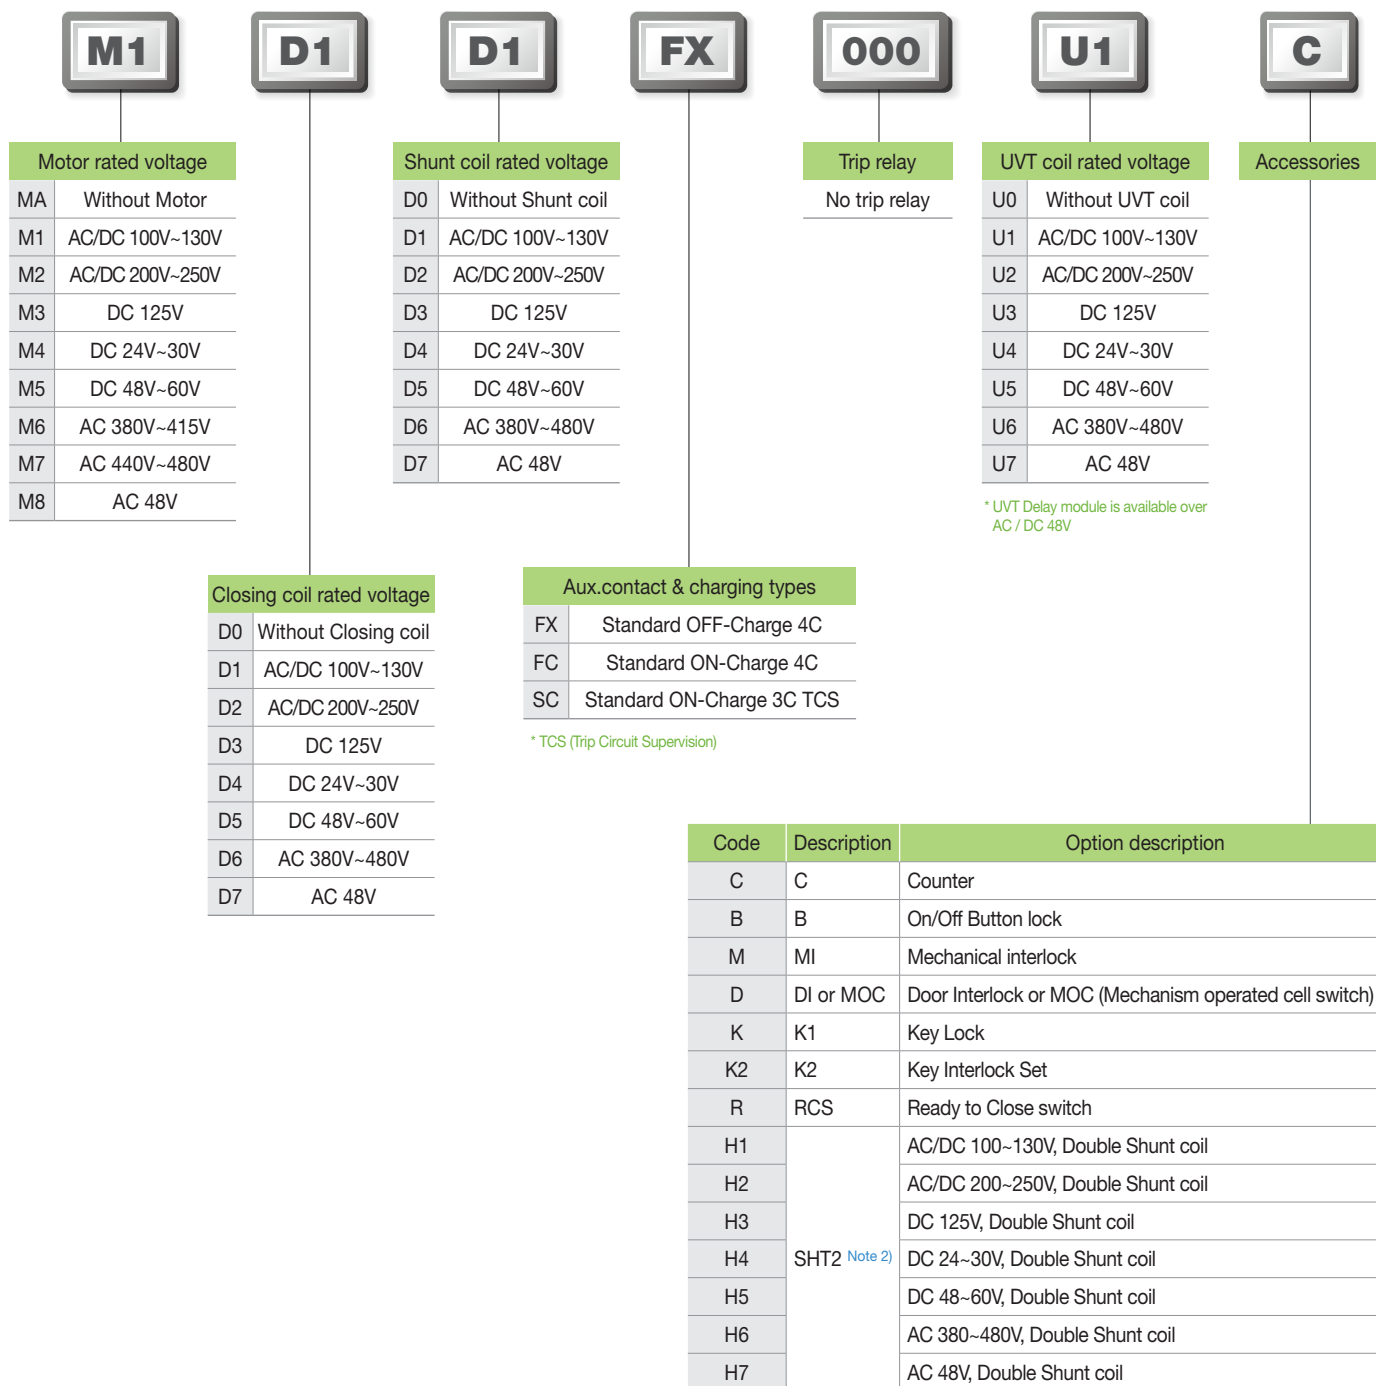 M1 D1 D1 FX 000 U1 C
Motor rated voltage
MA Without Motor
M1 AC/DC 100V~130V
M2 AC/DC 200V~250V
M3 DC 125V
M4 DC 24V~30V
M5 DC 48V~60V
M6 AC 380V~415V
M7 AC 440V~480V
M8 AC 48V
Shunt coil rated voltage
D0 Without Shunt coil
D1 AC/DC 100V~130V
D2 AC/DC 200V~250V
D3 DC 125V
D4 DC 24V~30V
D5 DC 48V~60V
D6 AC 380V~480V
D7 AC 48V
Trip relay
No trip relay
UVT coil rated voltage
U0 Without UVT coil
U1 AC/DC 100V~130V
U2 AC/DC 200V~250V
U3 DC 125V
U4 DC 24V~30V
U5 DC 48V~60V
U6 AC 380V~480V
U7 AC 48V
* UVT Delay module is available over
AC / DC 48V
Accessories
Closing coil rated voltage
D0 Without Closing coil
D1 AC/DC 100V~130V
D2 AC/DC 200V~250V
D3 DC 125V
D4 DC 24V~30V
D5 DC 48V~60V
D6 AC 380V~480V
D7 AC 48V
Aux.contact & charging types
FX Standard OFF-Charge 4C
FC Standard ON-Charge 4C
SC Standard ON-Charge 3C TCS
* TCS (Trip Circuit Supervision)
Code Description Option description
C C Counter
B B On/Off Button lock
M MI Mechanical interlock
D DI or MOC Door Interlock or MOC (Mechanism operated cell switch)
K K1 Key Lock
K2 K2 Key Interlock Set
R RCS Ready to Close switch
H1 AC/DC 100~130V, Double Shunt coil
H2 AC/DC 200~250V, Double Shunt coil
H3 DC 125V, Double Shunt coil
H4 SHT2 Note 2) DC 24~30V, Double Shunt coil
H5 DC 48~60V, Double Shunt coil
H6 AC 380~480V, Double Shunt coil
H7 AC 48V, Double Shunt coil